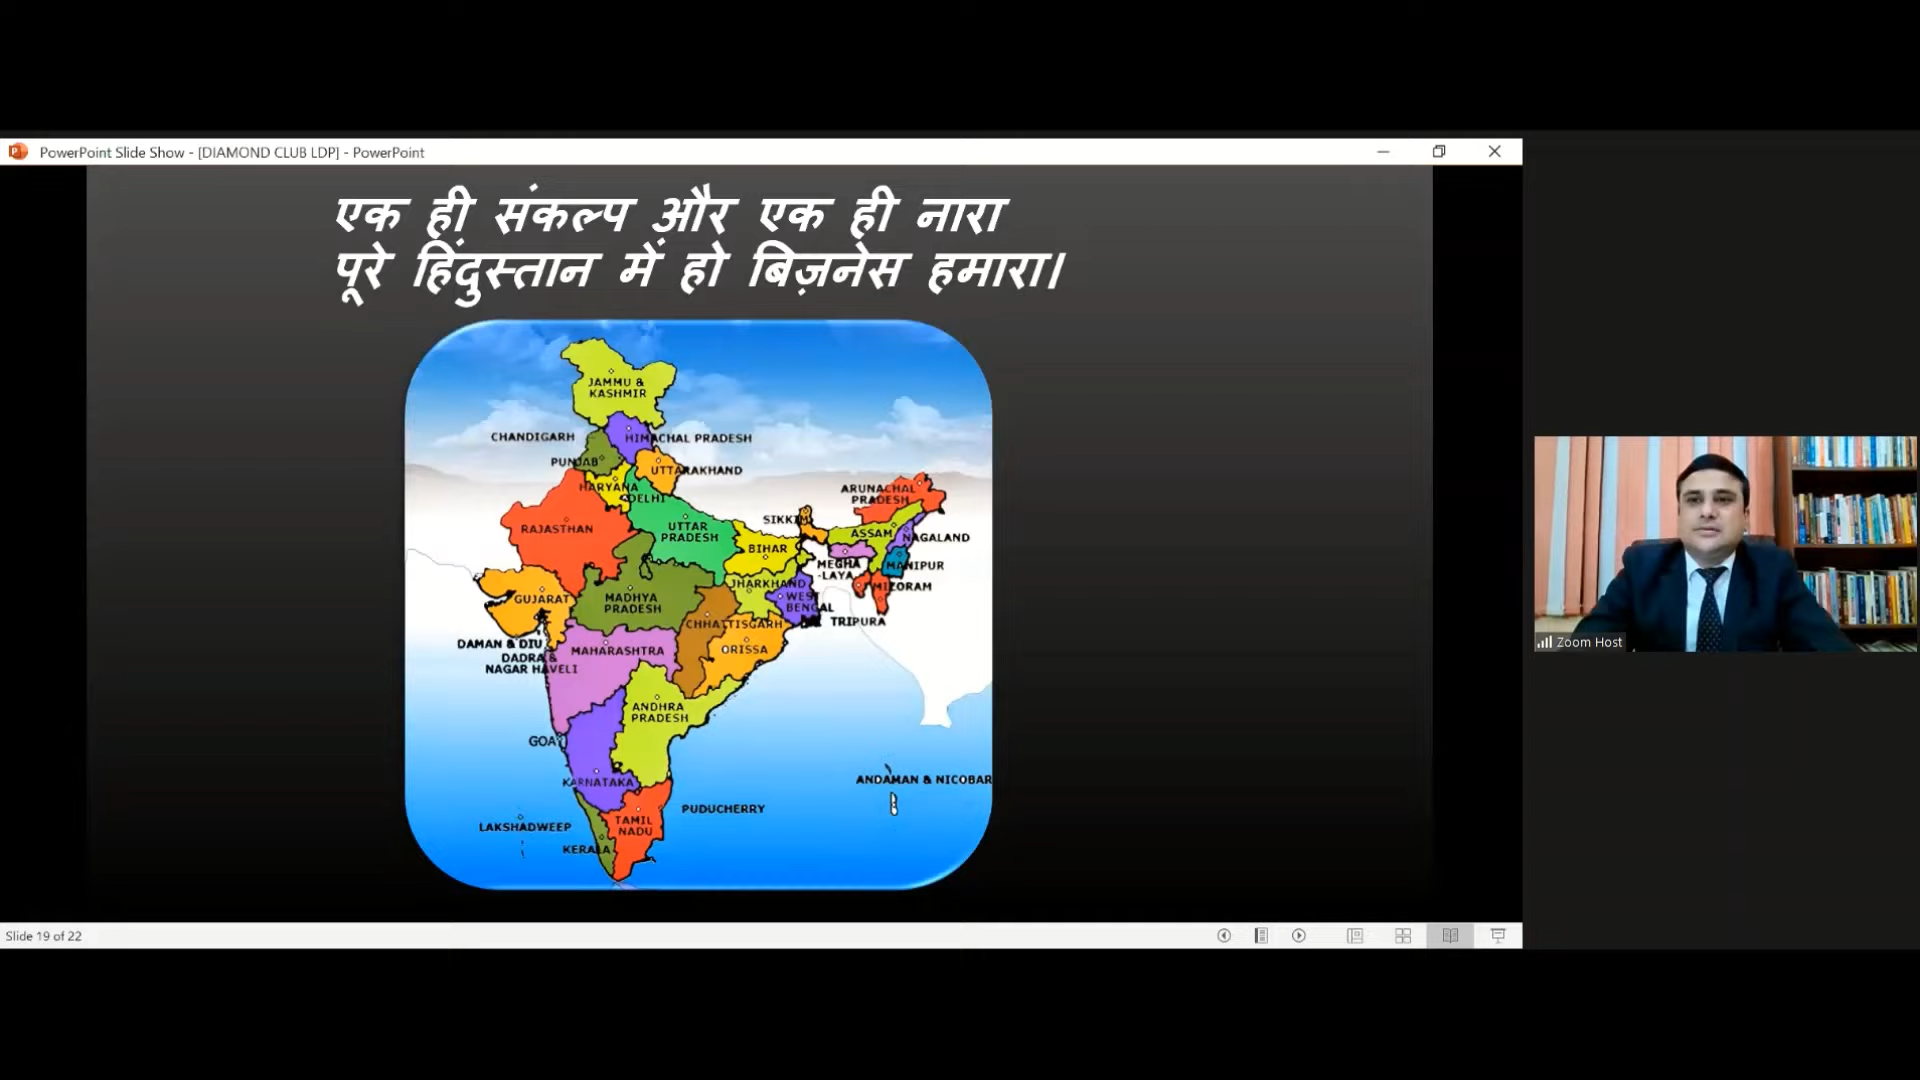 PowerPoint Slide Show - [DIAMOND CLUB LDP] - PowerPoint
एक ही संकल्प और एक ही नारा
पूरे हिंदुस्तान में हो बिज़नेस हमारा।
JAMMU &
KASHMIR
CHANDIGARH
HIMACHAL PRADESH
PUNJAB
UTTARAKHAND
HARYANA
DELHI
ARUNACHAL
PRADESH
RAJASTHAN
UTTAR
PRADESH
SIKKIM
ASSAM
NAGALAND
BIHAR
MEGHA
-LAYA
MANIPUR
JHARKHAND
MIZORAM
GUJARAT
MADHYA
PRADESH
WEST
BENGAL
TRIPURA
CHHATTISGARH
DAMAN & DIU
DADRA &
NAGAR HAVELI
MAHARASHTRA
ORISSA
ANDHRA
PRADESH
GOA
KARNATAKA
ANDAMAN & NICOBAR
PUDUCHERRY
LAKSHADWEEP
TAMIL
NADU
KERALA
Zoom Host
Slide 19 of 22